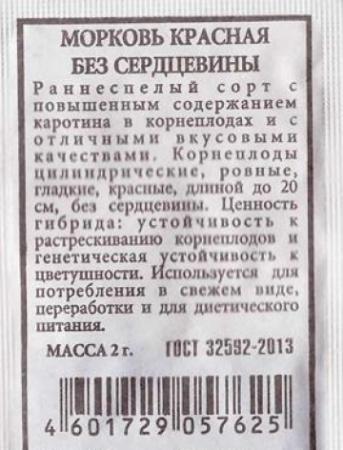 МОРКОВЬ КРАСНАЯ
БЕЗ СЕРДЦЕВИНЫ
Раннеспелый сорт с
повышенным содержанием
каротина в корнеплодах и с
отличными вкусовыми
качествами. Корнеплоды
цилиндрические, ровные,
гладкие, красные, длиной до 20
см, без сердцевины. Ценность
гибрида: устойчивость к
растрескиванию корнеплодов и
генетическая устойчивость к
цветушности. Используется для
потребления в свежем виде,
переработки и для диетического
питания.
МАССА 2 г. ГОСТ 32592-2013
4 601729 057625